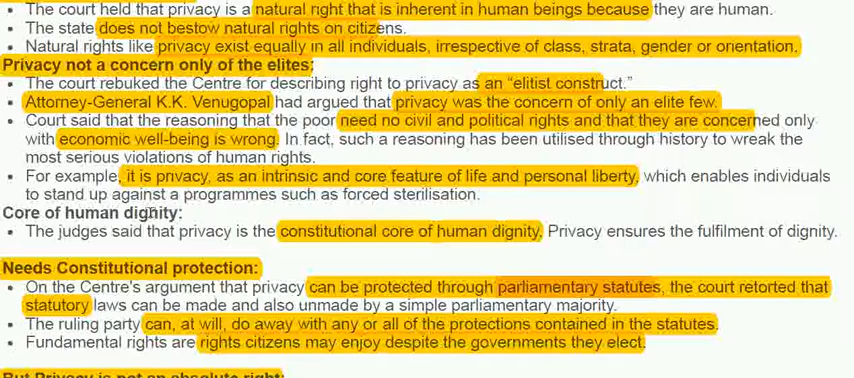 • The court held that privacy is a natural right that is inherent in human beings because they are human.
• The state does not bestow natural rights on citizens.
• Natural rights like privacy exist equally in all individuals, irrespective of class, strata, gender or orientation.
Privacy not a concern only of the elites:
• The court rebuked the Centre for describing right to privacy as an “elitist construct.”
• Attorney-General K.K. Venugopal had argued that privacy was the concern of only an elite few.
• Court said that the reasoning that the poor need no civil and political rights and that they are concerned only
with economic well-being is wrong. In fact, such a reasoning has been utilised through history to wreak the
most serious violations of human rights.
• For example, it is privacy, as an intrinsic and core feature of life and personal liberty, which enables individuals
to stand up against a programmes such as forced sterilisation.
Core of human dignity:
• The judges said that privacy is the constitutional core of human dignity. Privacy ensures the fulfilment of dignity.
Needs Constitutional protection:
• On the Centre's argument that privacy can be protected through parliamentary statutes, the court retorted that
statutory laws can be made and also unmade by a simple parliamentary majority.
• The ruling party can, at will, do away with any or all of the protections contained in the statutes.
• Fundamental rights are rights citizens may enjoy despite the governments they elect.
But Privacy is not an absolute right: